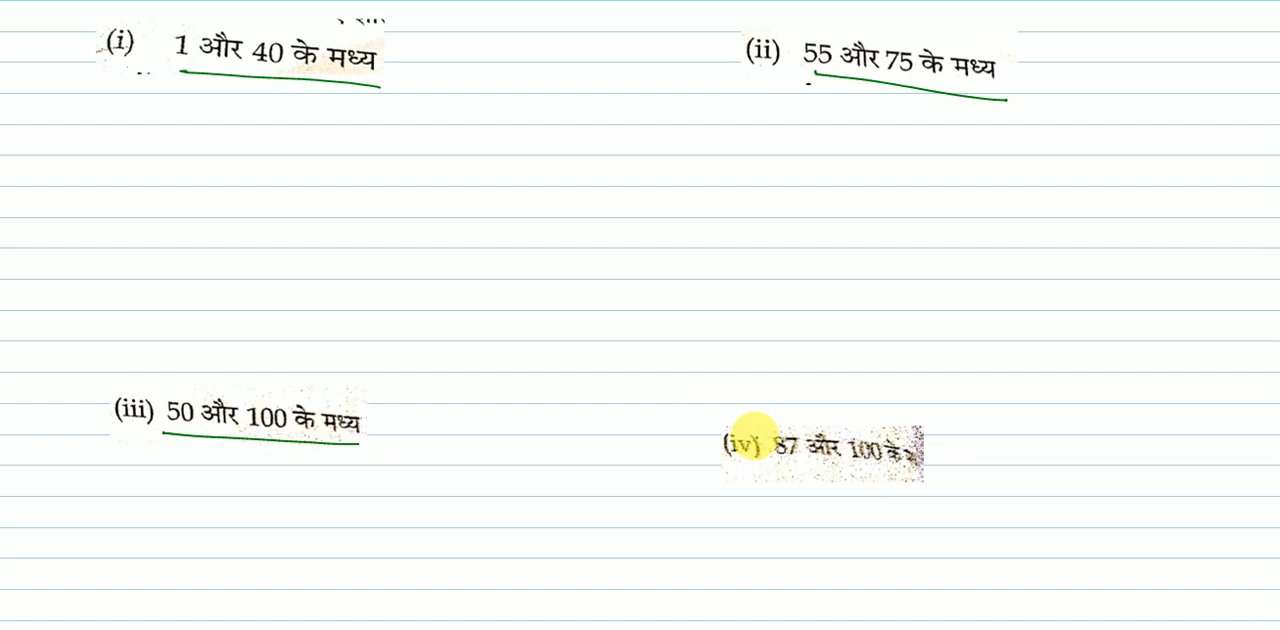 (i) 1 और 40 के मध्य
(ii) 55 और 75 के मध्य
(iii) 50 और 100 के मध्य
(iv) 87 और 100 के